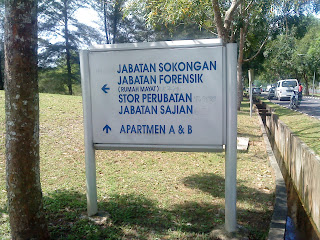 JABATAN SOKONGAN
JABATAN FORENSIK
(RUMAH MAYAT)
STOR PERUBATAN
JABATAN SAJIAN
APARTMEN A & B